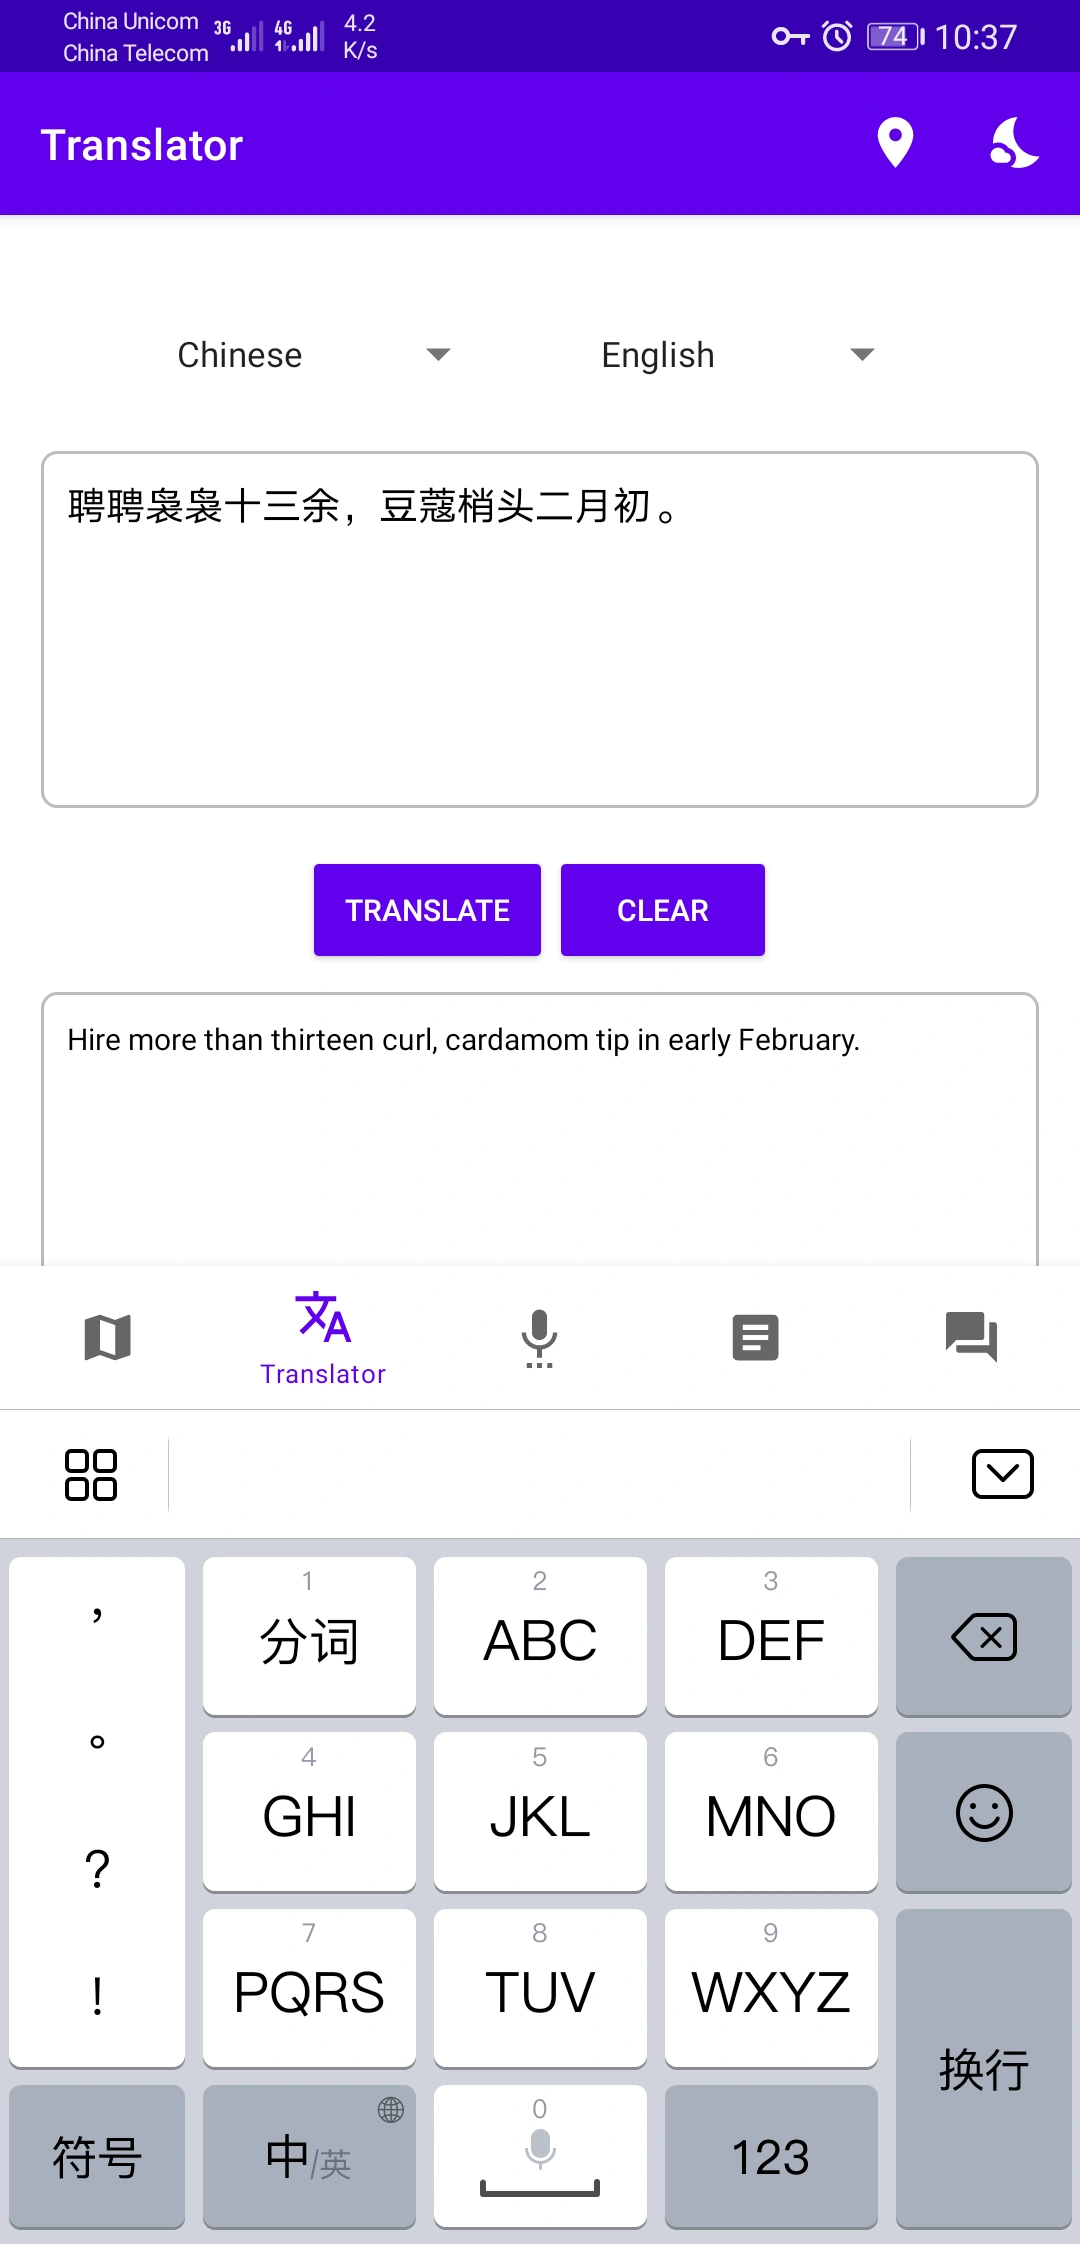 China Unicom 3G 4G 4.2
China Telecom K/s 74 10:37
Translator
Chinese English
聘聘袅袅十三余，豆蔻梢头二月初。
TRANSLATE CLEAR
Hire more than thirteen curl, cardamom tip in early February.
Translator
， 1 2 3
分词 ABC DEF
。 4 5 6
GHI JKL MNO
? 7 8 9
! PQRS TUV WXYZ
换行
符号 中/英 0 123